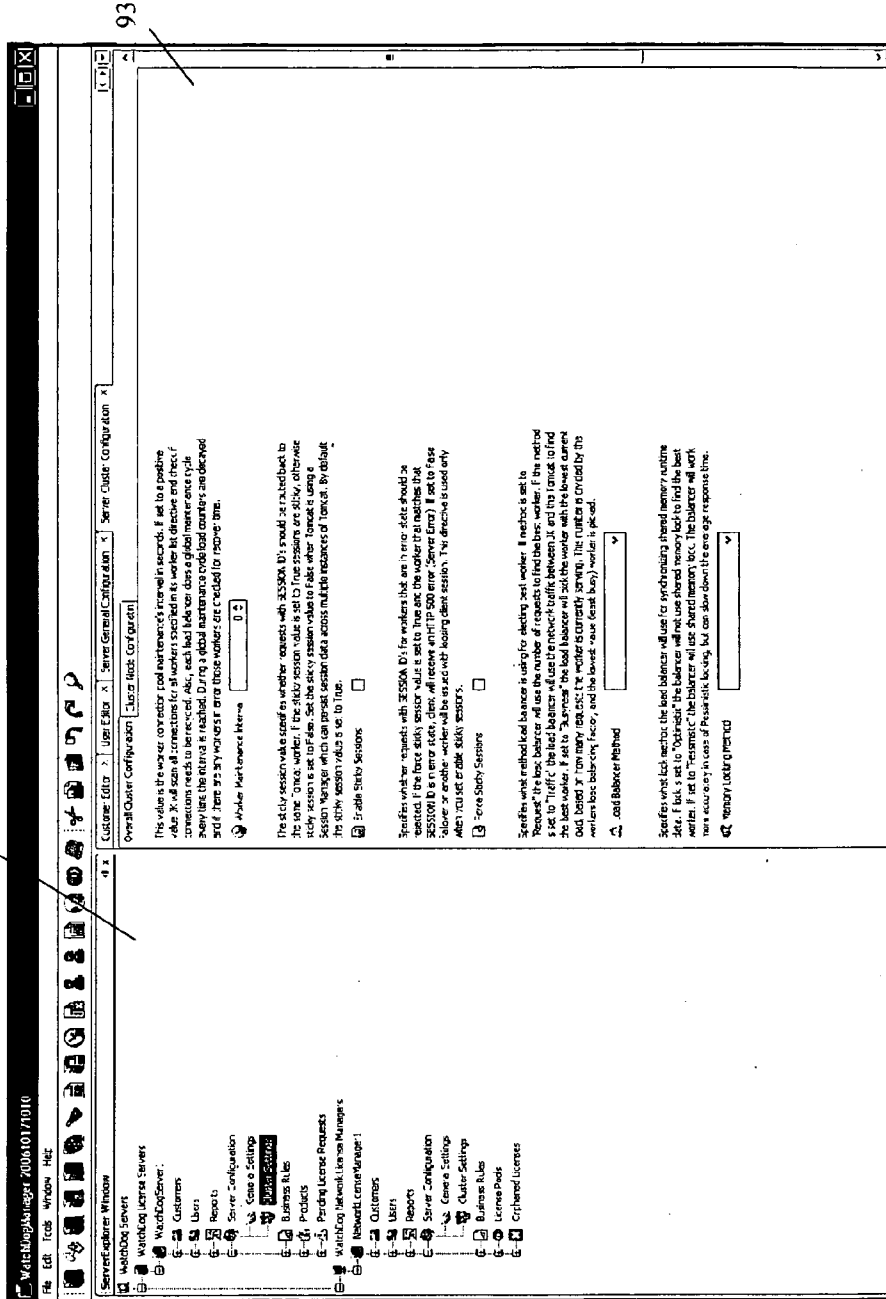 93
WatchDogManager 200610171010
File Edit Tools Window Help
ServerExplorer Window
WatchDog Servers
WatchDog License Servers
WatchDogServer1
Customers
Users
Reports
Server Configuration
General Settings
Cluster Settings
Business Rules
Products
Pending License Requests
WatchDog Network License Managers
NetworkLicenseManager1
Customers
Users
Reports
Server Configuration
General Settings
Cluster Settings
Business Rules
License Pools
Orphaned Licenses
Customer Editor x User Editor x Server General Configuration x Server Cluster Configuration x
Overall Cluster Configuration Cluster Node Configuration
This value is the worker connector pool maintenance's interval in seconds. If set to a positive
value JK will scan all connections for all workers specified in its worker list directive and check if
connections needs to be recycled. Also, each load balancer does a global maintenance cycle
every time the interval is reached. During a global maintenance cycle load counters are decayed
and if there are any workers in error those workers are checked for recover time.
Worker Maintenance Interval 0
The sticky session value specifies whether requests with SESSION ID's should be routed back to
the same Tomcat worker. If the sticky session value is set to True sessions are sticky, otherwise
sticky session is set to False. Set the sticky session value to False when Tomcat is using a
Session Manager which can persist session data across multiple instances of Tomcat. By default
the sticky session value is set to True.
Enable Sticky Sessions
Specifies whether requests with SESSION ID's for workers that are in error state should be
rejected. If the force sticky session value is set to True and the worker that matches that
SESSION ID is in error state, client will receive an HTTP 500 error (Server Error). If set to False
failover on another worker will be issued with loosing client session. This directive is used only
when you set enable sticky sessions.
Force Sticky Sessions
Specifies what method load balancer is using for electing best worker. If method is set to
"Request" the load balancer will use the number of requests to find the best worker. If the method
is set to "Traffic" the load balancer will use the network traffic between JK and the Tomcat to find
the best worker. If set to "Busyness" the load balancer will pick the worker with the lowest current
load, based on how many requests the worker is currently serving. This number is divided by the
workers load balancing factor, and the lowest value (least busy) worker is picked.
Load Balancer Method
Specifies what lock method the load balancer will use for synchronizing shared memory runtime
data. If lock is set to "Optimistic" the balancer will not use shared memory lock to find the best
worker. If set to "Pessimistic" the balancer will use shared memory lock. The balancer will work
more accurately in case of Pessimistic locking, but can slow down the average response time.
Memory Locking Method